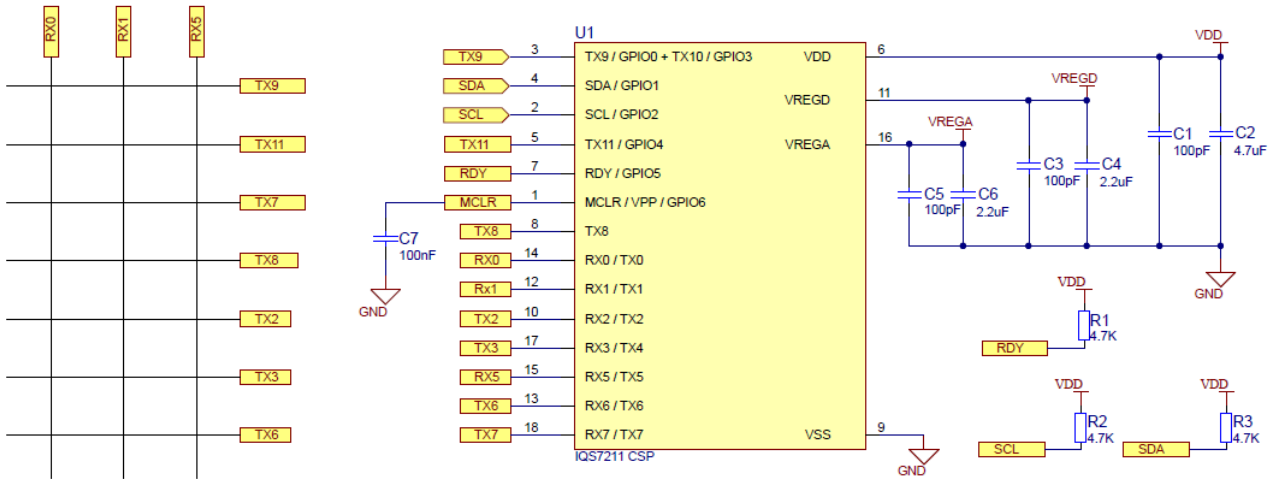 RX0
RX1
RX5
TX9
TX11
TX7
TX8
TX2
TX3
TX6
U1
TX9 3 TX9 / GPIO0 + TX10 / GPIO3
SDA 4 SDA / GPIO1
SCL 2 SCL / GPIO2
TX11 5 TX11 / GPIO4
RDY 7 RDY / GPIO5
MCLR 1 MCLR / VPP / GPIO6
TX8 8 TX8
RX0 14 RX0 / TX0
Rx1 12 RX1 / TX1
TX2 10 RX2 / TX2
TX3 17 RX3 / TX4
RX5 15 RX5 / TX5
TX6 13 RX6 / TX6
TX7 18 RX7 / TX7
IQS7211 CSP
C7
100nF
GND
VDD 6
VREGD 11
VREGA 16
VSS 9
GND
VREGA
C5
100pF
C6
2.2uF
VREGD
C3
100pF
C4
2.2uF
VDD
C1
100pF
C2
4.7uF
GND
VDD
R1
4.7K
RDY
VDD
R2
4.7K
SCL
VDD
R3
4.7K
SDA